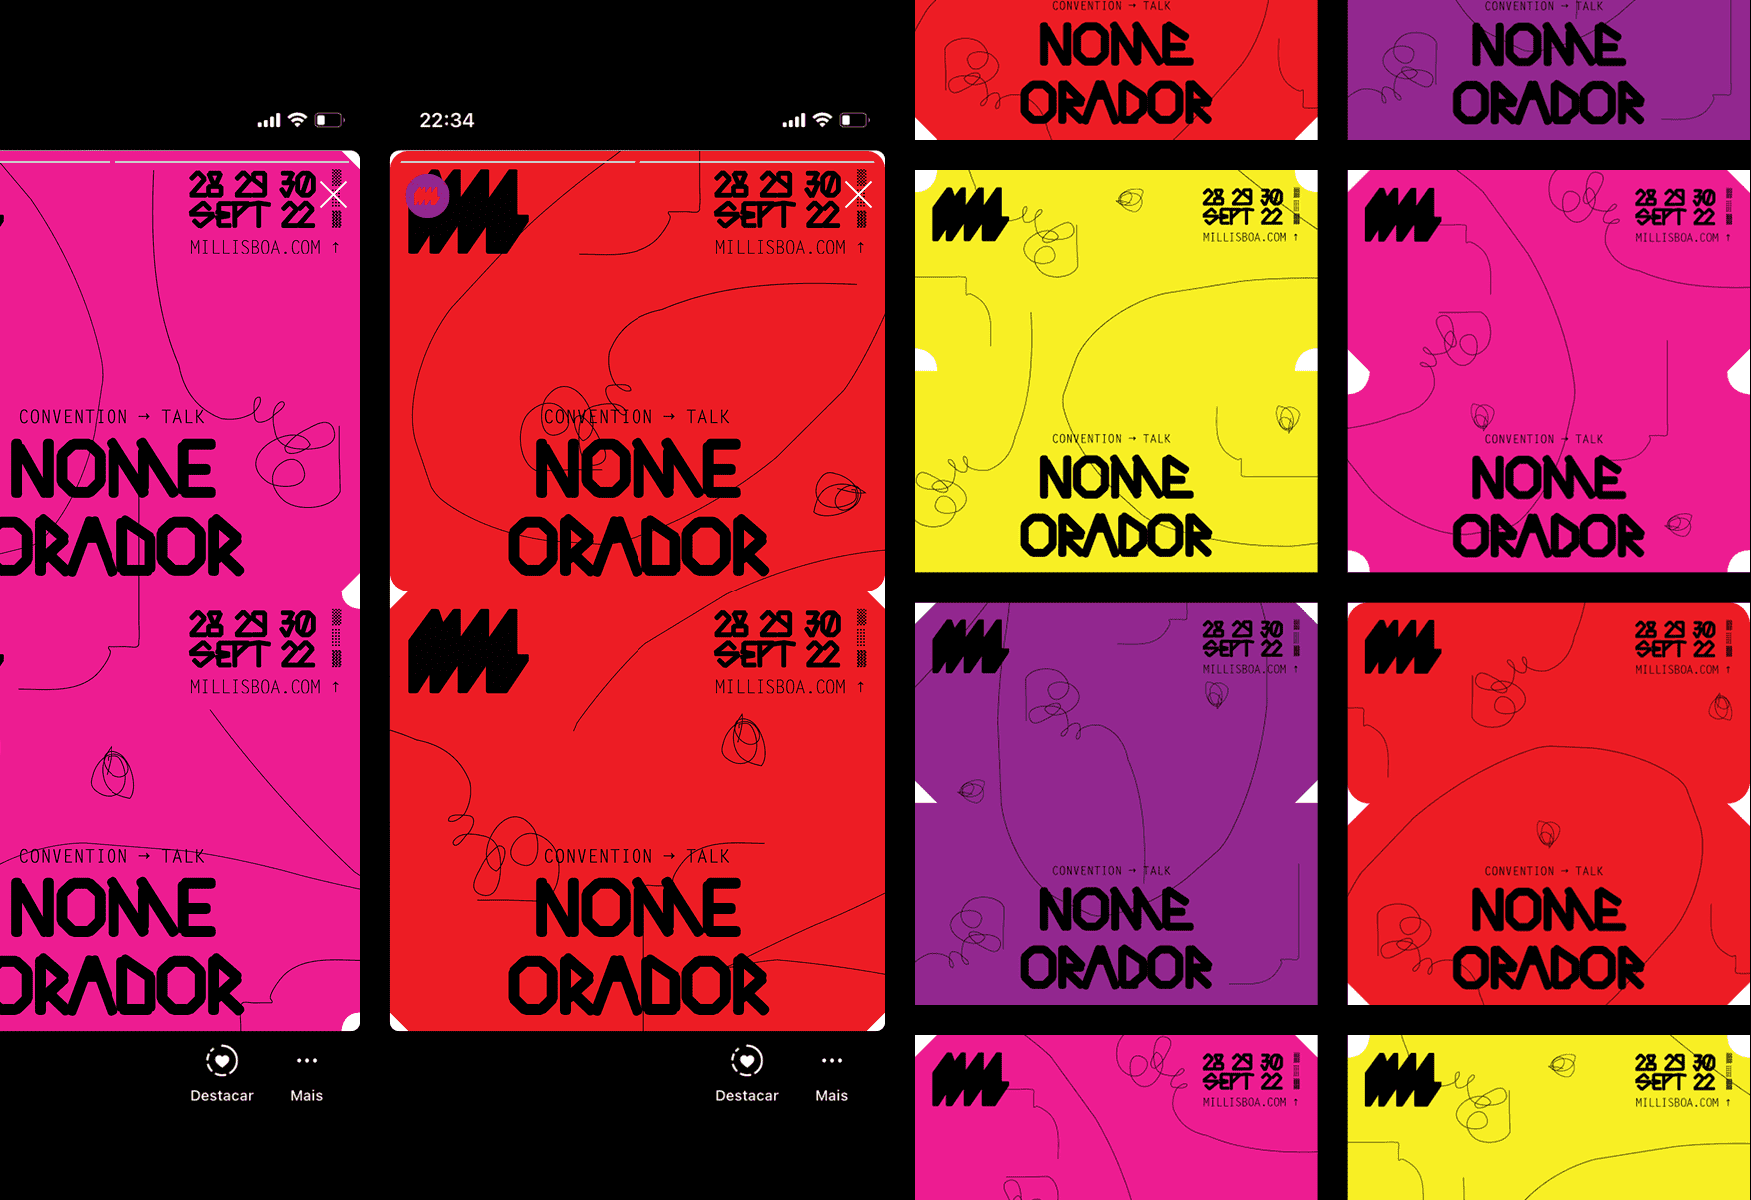 28 29 30
SEPT 22
MILLISBOA.COM ↑
CONVENTION → TALK
NOME
ORADOR
28 29 30
SEPT 22
MILLISBOA.COM ↑
CONVENTION → TALK
NOME
ORADOR
Destacar
Mais
22:34
28 29 30
SEPT 22
MILLISBOA.COM ↑
CONVENTION → TALK
NOME
ORADOR
28 29 30
SEPT 22
MILLISBOA.COM ↑
CONVENTION → TALK
NOME
ORADOR
Destacar
Mais
CONVENTION → TALK
NOME
ORADOR
CONVENTION → TALK
NOME
ORADOR
28 29 30
SEPT 22
MILLISBOA.COM ↑
CONVENTION → TALK
NOME
ORADOR
28 29 30
SEPT 22
MILLISBOA.COM ↑
CONVENTION → TALK
NOME
ORADOR
28 29 30
SEPT 22
MILLISBOA.COM ↑
CONVENTION → TALK
NOME
ORADOR
28 29 30
SEPT 22
MILLISBOA.COM ↑
CONVENTION → TALK
NOME
ORADOR
28 29 30
SEPT 22
MILLISBOA.COM ↑
28 29 30
SEPT 22
MILLISBOA.COM ↑